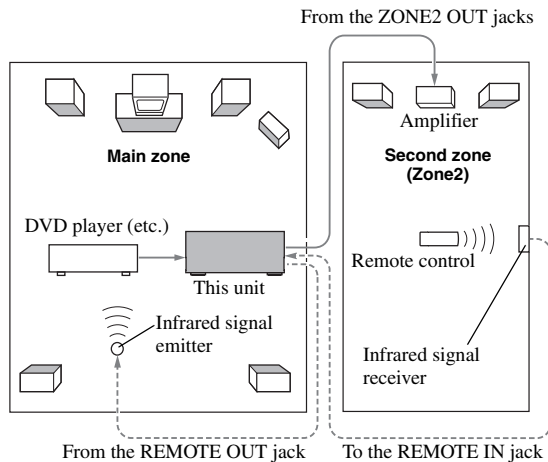 From the ZONE2 OUT jacks
Main zone
Amplifier
Second zone
(Zone2)
DVD player (etc.)
This unit
Remote control
Infrared signal
emitter
Infrared signal
receiver
From the REMOTE OUT jack
To the REMOTE IN jack